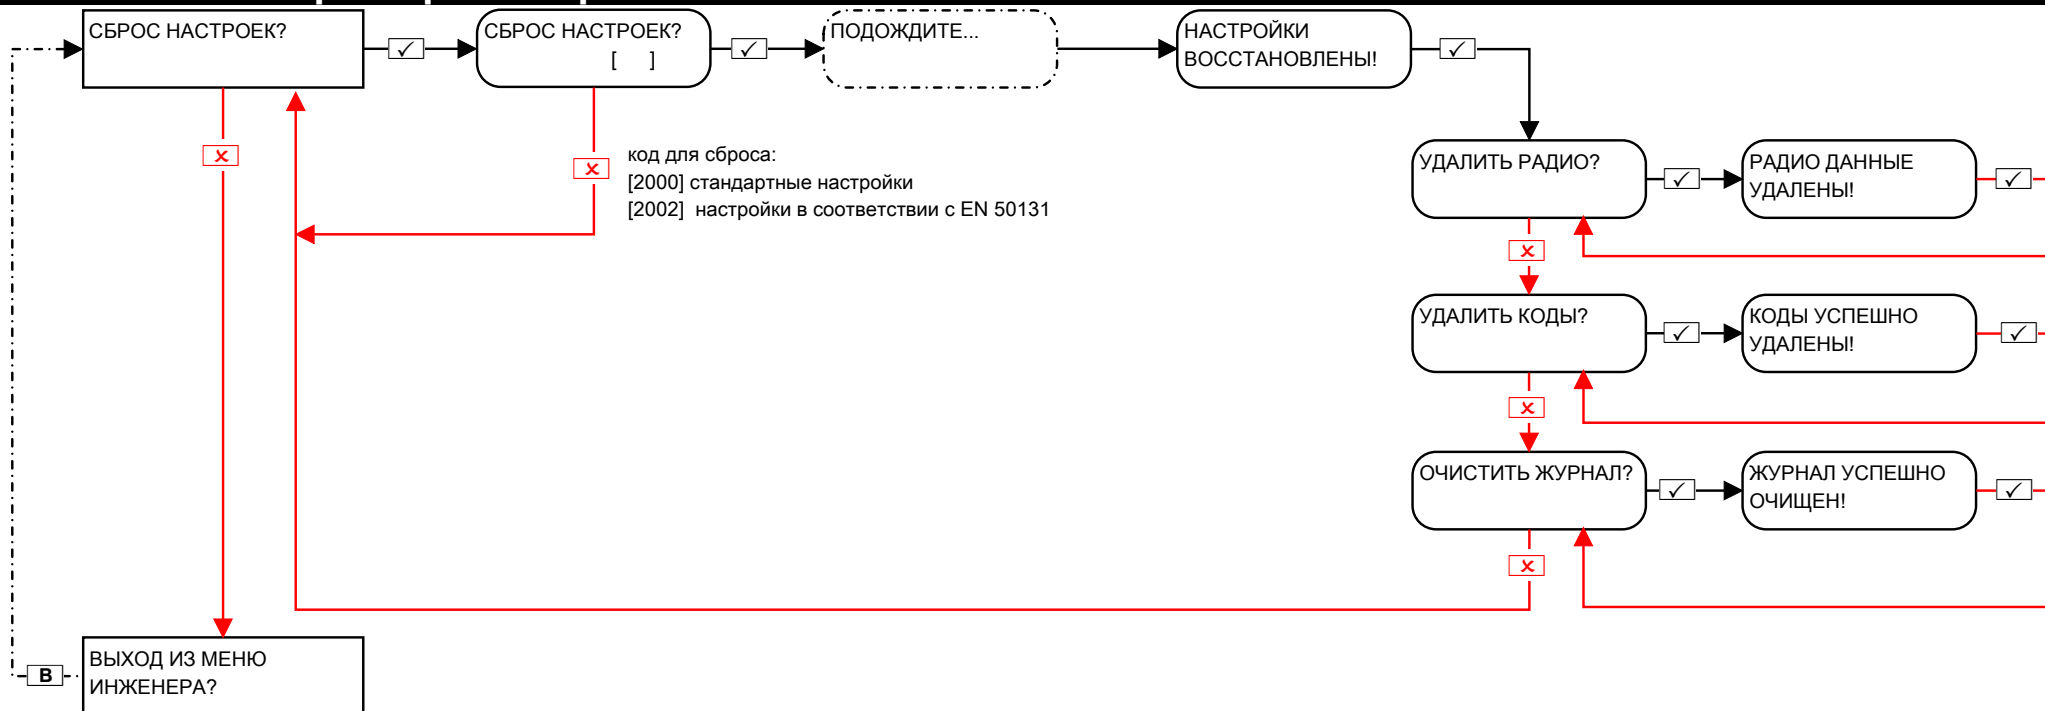 СБРОС НАСТРОЕК?
СБРОС НАСТРОЕК?
[ ]
ПОДОЖДИТЕ...
НАСТРОЙКИ
ВОССТАНОВЛЕНЫ!
код для сброса:
[2000] стандартные настройки
[2002] настройки в соответствии с EN 50131
УДАЛИТЬ РАДИО?
РАДИО ДАННЫЕ
УДАЛЕНЫ!
УДАЛИТЬ КОДЫ?
КОДЫ УСПЕШНО
УДАЛЕНЫ!
ОЧИСТИТЬ ЖУРНАЛ?
ЖУРНАЛ УСПЕШНО
ОЧИЩЕН!
B
ВЫХОД ИЗ МЕНЮ
ИНЖЕНЕРА?